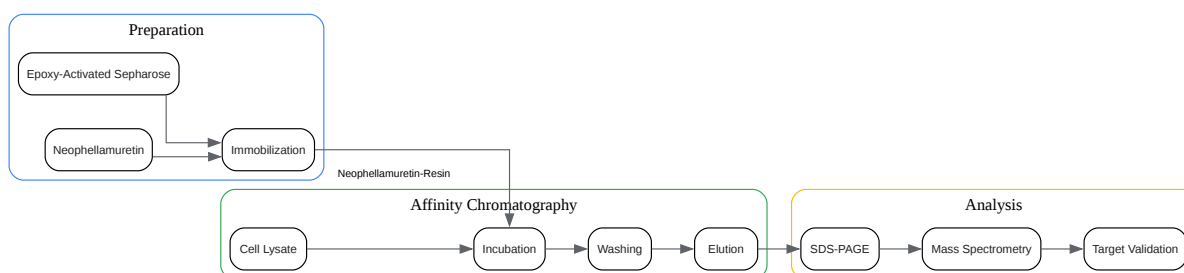 Preparation
Epoxy-Activated Sepharose
Neophellamuretin
Immobilization
Neophellamuretin-Resin
Affinity Chromatography
Cell Lysate
Incubation
Washing
Elution
Analysis
SDS-PAGE
Mass Spectrometry
Target Validation